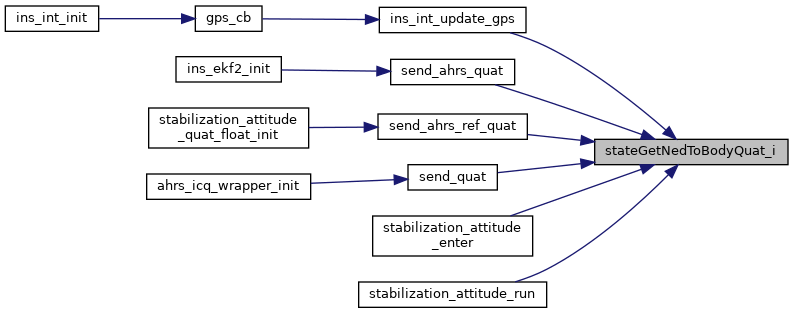 ins_int_init
gps_cb
ins_int_update_gps
ins_ekf2_init
send_ahrs_quat
stabilization_attitude
_quat_float_init
send_ahrs_ref_quat
stateGetNedToBodyQuat_i
ahrs_icq_wrapper_init
send_quat
stabilization_attitude
_enter
stabilization_attitude_run